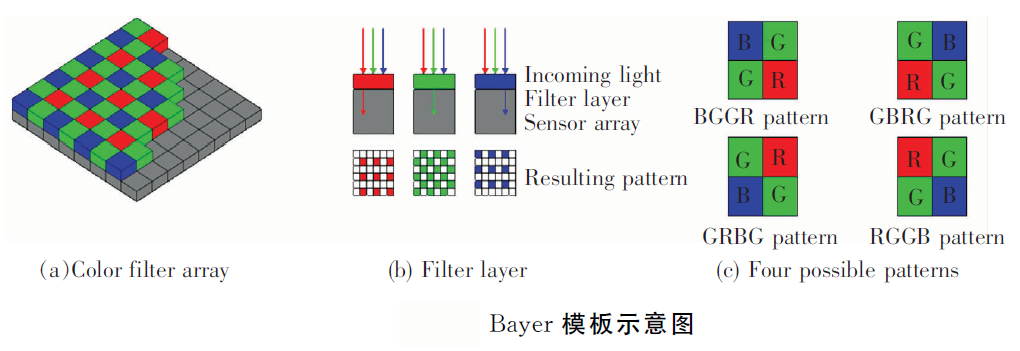 Incoming light
Filter layer
Sensor array
Resulting pattern
B G
G R
BGGR pattern
G B
R G
GBRG pattern
G R
B G
GRBG pattern
R G
G B
RGGB pattern
(a)Color filter array
(b) Filter layer
(c) Four possible patterns
Bayer 模板示意图